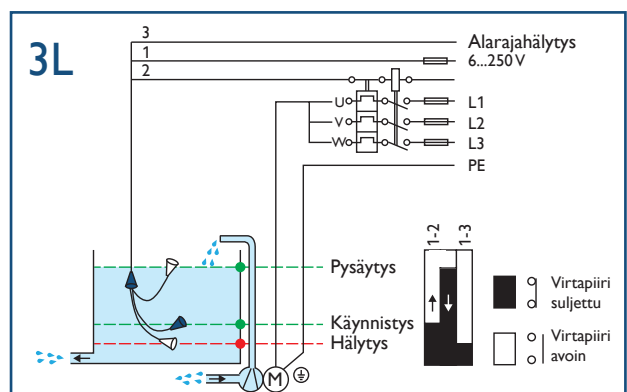 3L
3
Alarajahälytys
1
6...250 V
2
U
L1
V
L2
W
L3
PE
1-2
1-3
Pysäytys
Virtapiiri
suljettu
Käynnistys
Hälytys
Virtapiiri
avoin
M